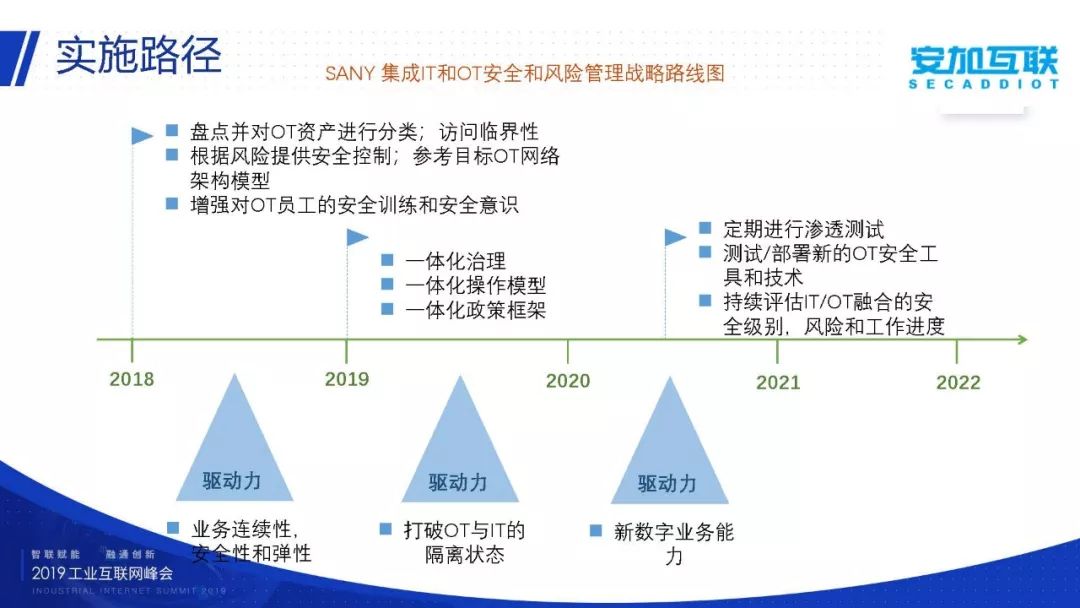 实施路径
SANY 集成IT和OT安全和风险管理战略路线图
安加互联
SECADDIOT
盘点并对OT资产进行分类；访问临界性
根据风险提供安全控制；参考目标OT网络
架构模型
增强对OT员工的安全训练和安全意识
一体化治理
一体化操作模型
一体化政策框架
定期进行渗透测试
测试/部署新的OT安全工
具和技术
持续评估IT/OT融合的安
全级别，风险和工作进度
2018
2019
2020
2021
2022
驱动力
驱动力
驱动力
业务连续性，
安全性和弹性
打破OT与IT的
隔离状态
新数字业务能
力
智联赋能 融通创新
2019 工业互联网峰会
INDUSTRIAL INTERNET SUMMIT 2019